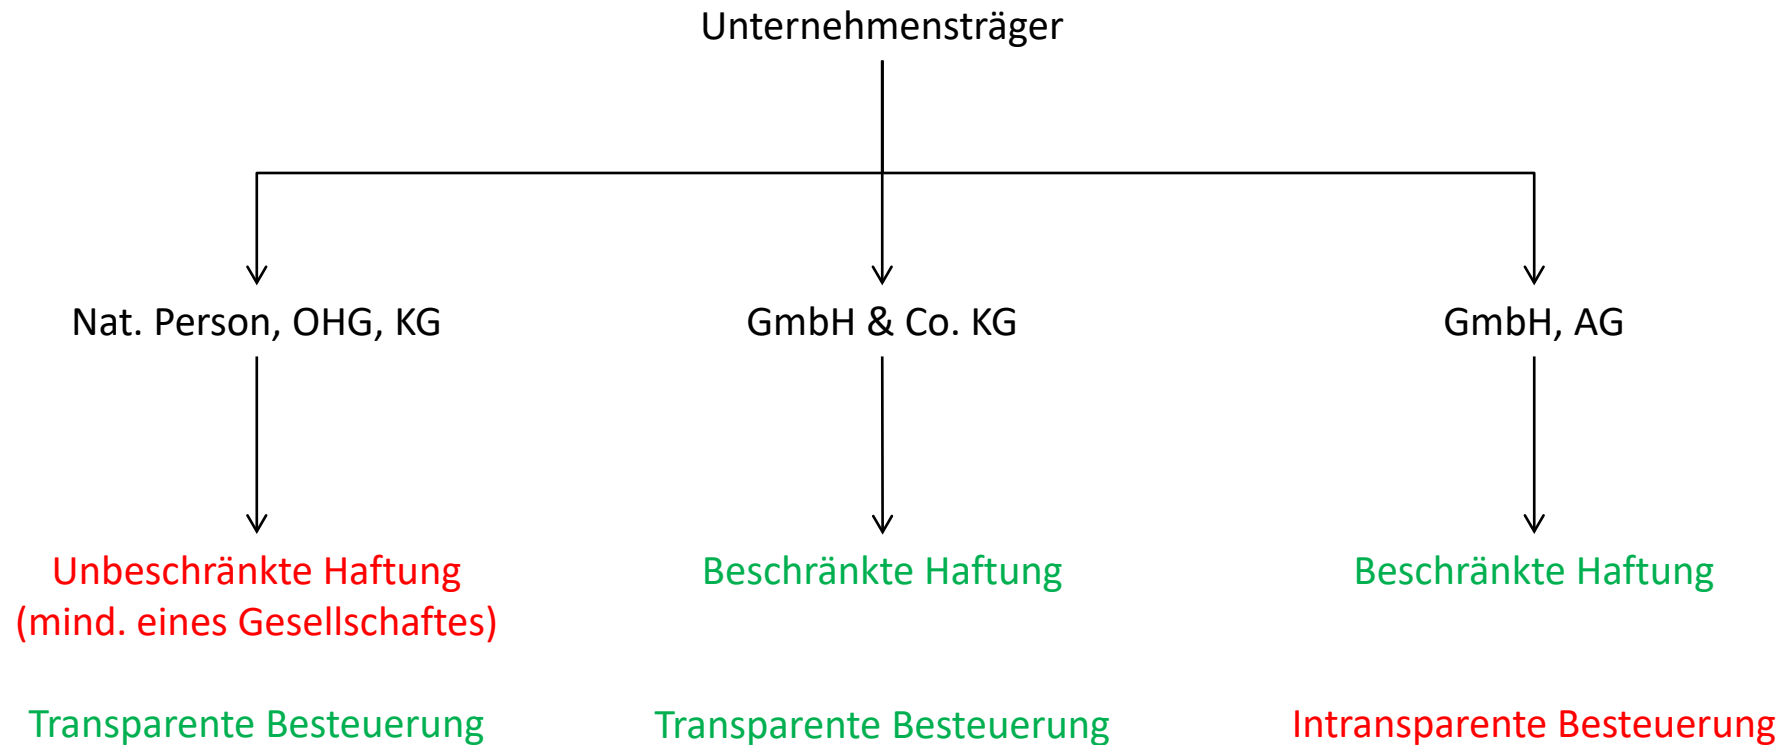 Unternehmensträger
Nat. Person, OHG, KG
GmbH & Co. KG
GmbH, AG
Unbeschränkte Haftung
(mind. eines Gesellschaftes)
Beschränkte Haftung
Beschränkte Haftung
Transparente Besteuerung
Transparente Besteuerung
Intransparente Besteuerung